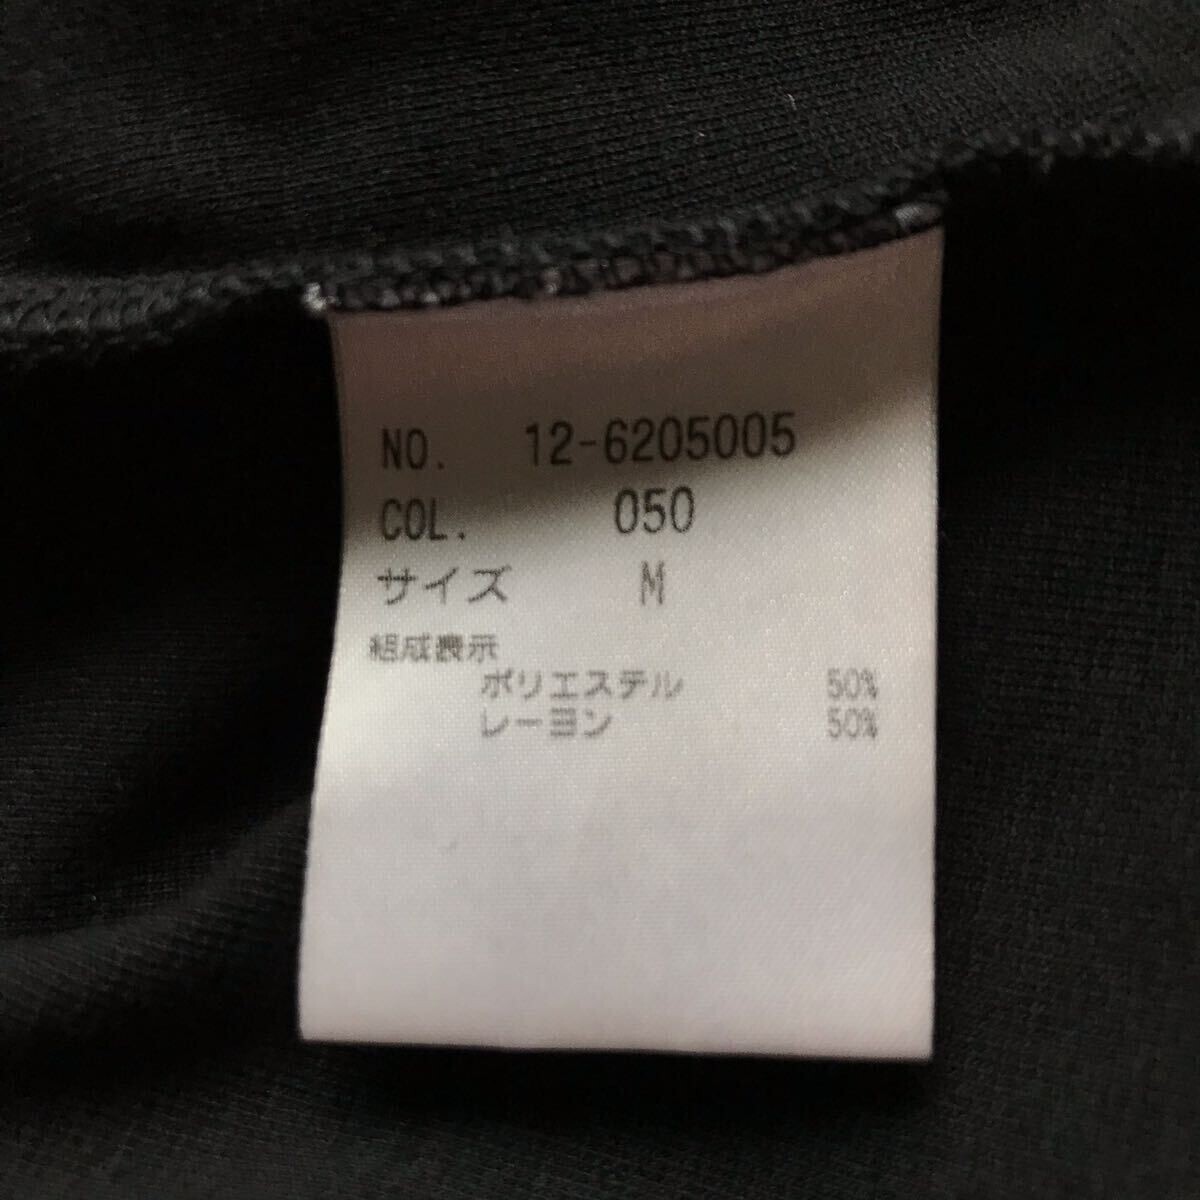 NO. 12-6205005
COL. 050
サイズ M
組成表示
ポリエステル 50%
レーヨン 50%